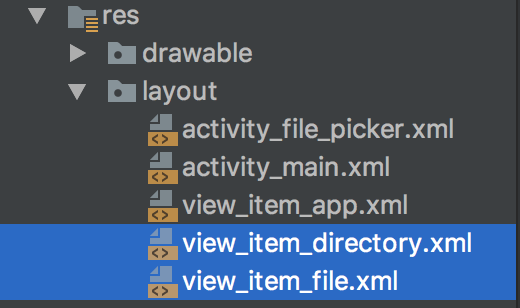 res
drawable
layout
activity_file_picker.xml
activity_main.xml
view_item_app.xml
view_item_directory.xml
view_item_file.xml